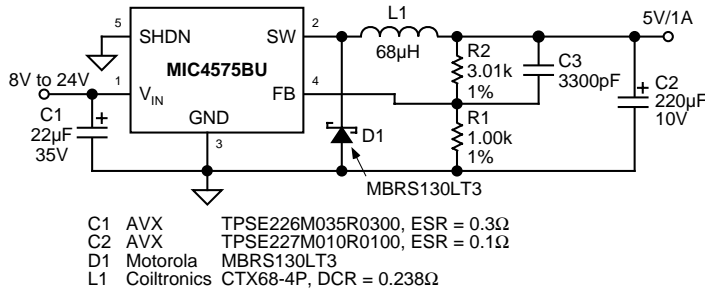 5
SHDN
SW
2
L1
68µH
5V/1A
MIC4575BU
R2
3.01k
1%
C3
3300pF
8V to 24V
1
VIN
FB
4
C2
220µF
10V
C1
22µF
35V
GND
3
D1
R1
1.00k
1%
MBRS130LT3
C1 AVX TPSE226M035R0300, ESR = 0.3Ω
C2 AVX TPSE227M010R0100, ESR = 0.1Ω
D1 Motorola MBRS130LT3
L1 Coiltronics CTX68-4P, DCR = 0.238Ω